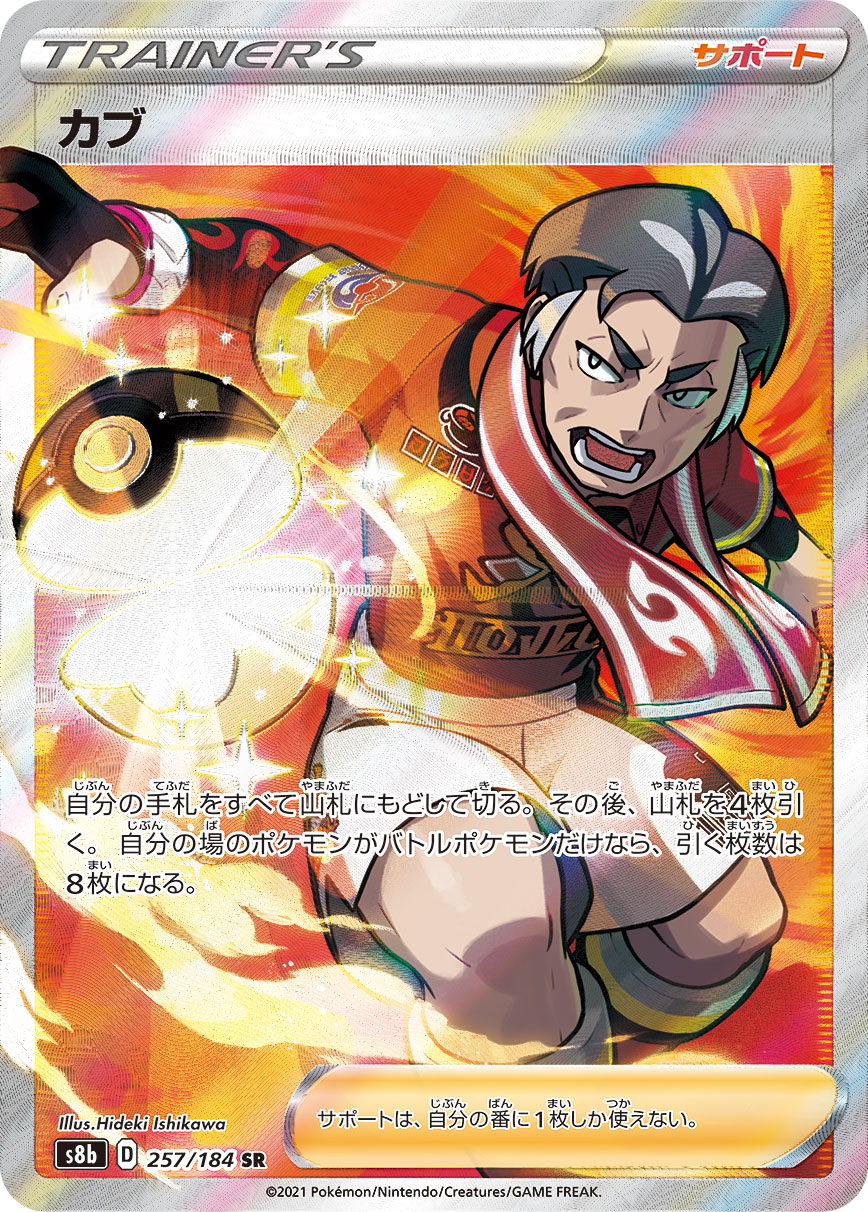 TRAINER'S
サポート
カブ
自分の手札をすべて山札にもどして切る。その後、山札を4枚引
く。自分の場のポケモンがバトルポケモンだけなら、引く枚数は
8枚になる。
Illus.Hideki Ishikawa
サポートは、自分の番に1枚しか使えない。
s8b D 257/184 SR
©2021 Pokémon/Nintendo/Creatures/GAME FREAK.